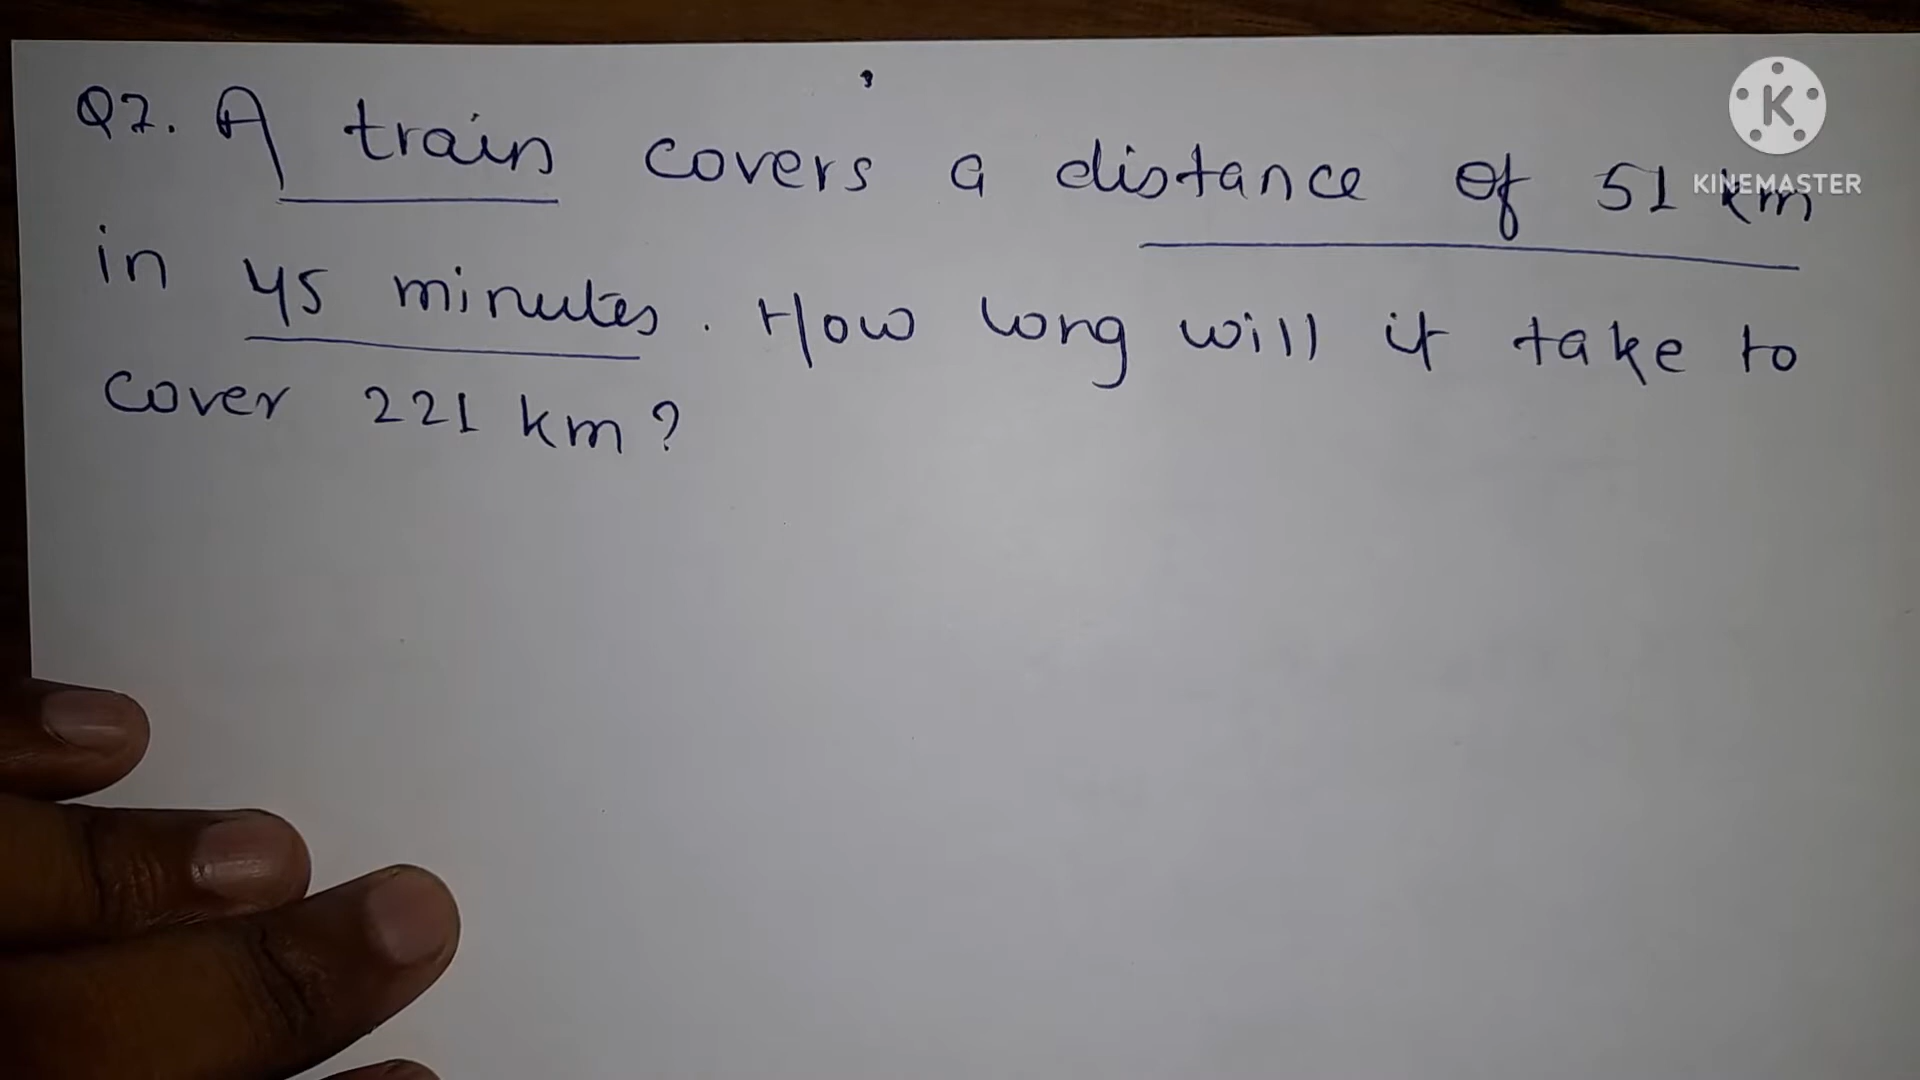 Q7. A train covers a distance of 51 km
in 45 minutes. How long will it take to
cover 221 km?
K
KINEMASTER